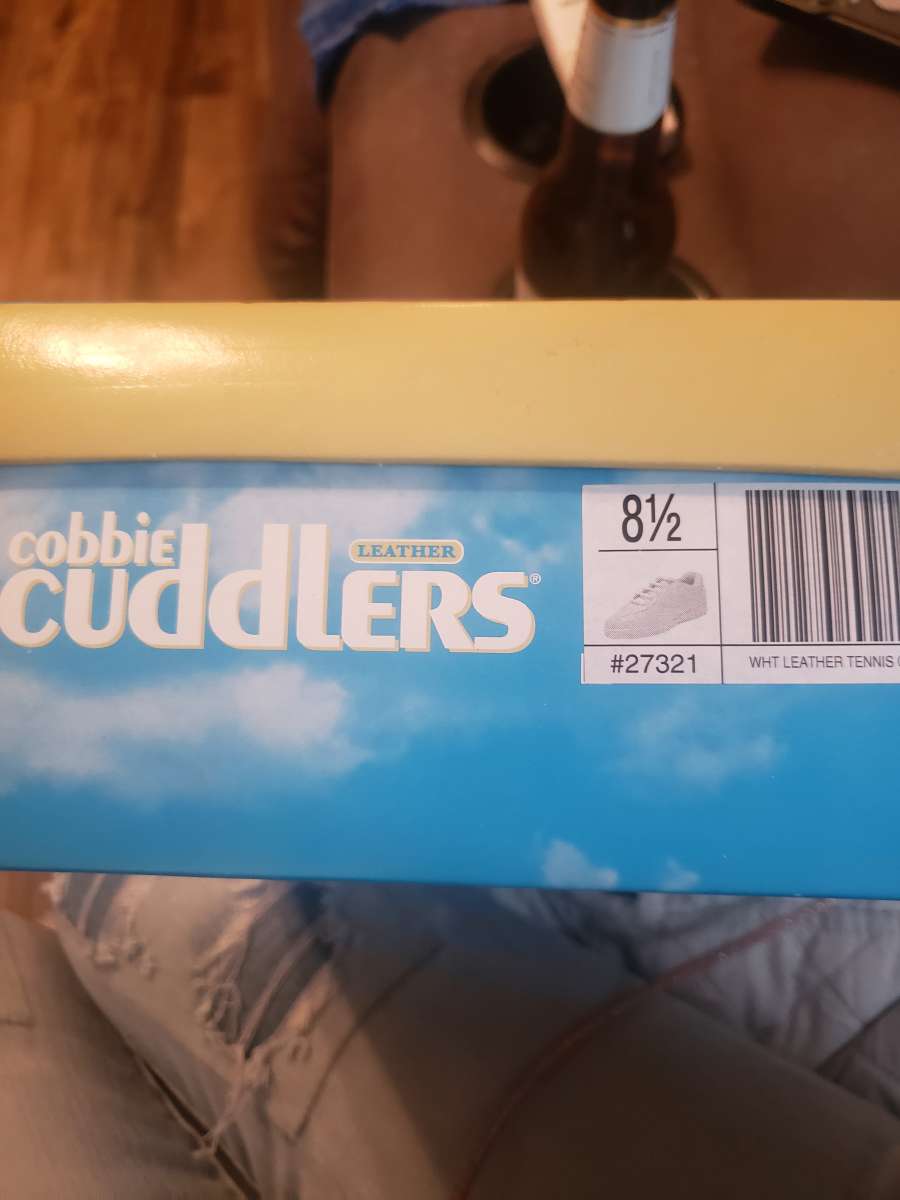 cobbie
cuddlers®
LEATHER
8½
#27321
WHT LEATHER TENNIS